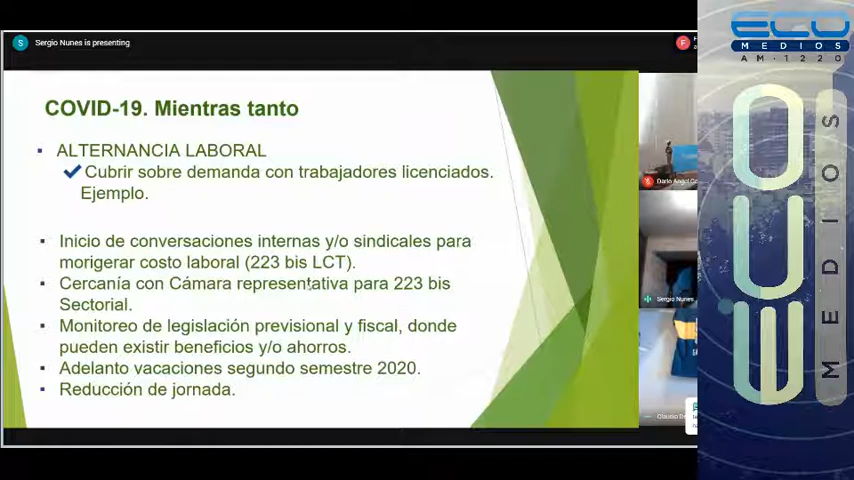 S Sergio Nunes is presenting
F
COVID-19. Mientras tanto
ALTERNANCIA LABORAL
Cubrir sobre demanda con trabajadores licenciados.
Ejemplo.
Inicio de conversaciones internas y/o sindicales para
morigerar costo laboral (223 bis LCT).
Cercanía con Cámara representativa para 223 bis
Sectorial.
Monitoreo de legislación previsional y fiscal, donde
pueden existir beneficios y/o ahorros.
Adelanto vacaciones segundo semestre 2020.
Reducción de jornada.
Dario Angel
Sergio Nunes
Claudio
ECO
MEDIOS
AM·1220
ECO
MEDIOS